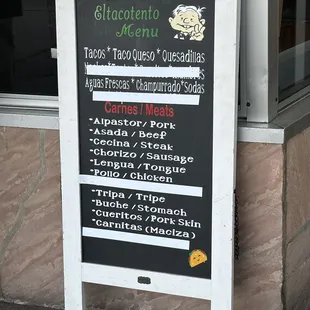 Eltacotento
Menu
Tacos * Taco Queso * Quesadillas
Aguas Frescas * Champurrado * Sodas
Carnes / Meats
*Alpastor / Pork
*Asada / Beef
*Cecina / Steak
*Chorizo / Sausage
*Lengua / Tongue
*Pollo / Chicken
*Tripa / Tripe
*Buche / Stomach
*Cueritos / Pork Skin
*Carnitas (Maciza)